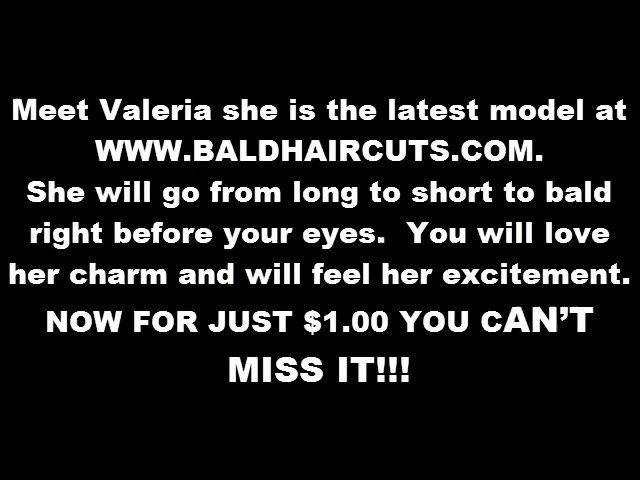 Meet Valeria she is the latest model at
WWW.BALDHAIRCUTS.COM.
She will go from long to short to bald
right before your eyes.  You will love
her charm and will feel her excitement.
NOW FOR JUST $1.00 YOU CAN’T
MISS IT!!!